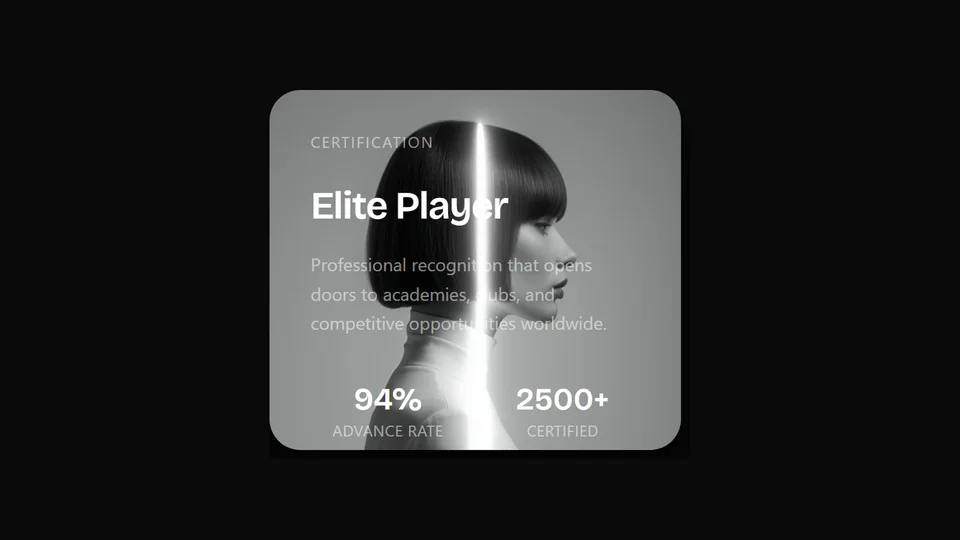 CERTIFICATION
Elite Player
Professional recognition that opens
doors to academies, clubs, and
competitive opportunities worldwide.
94%
2500+
ADVANCE RATE
CERTIFIED